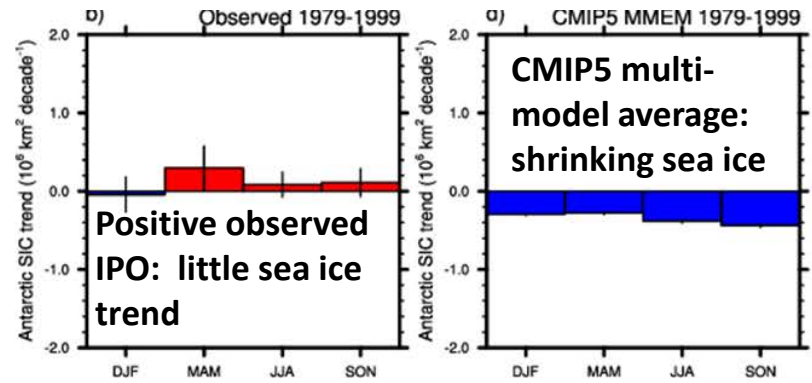 b)
Observed 1979-1999
Antarctic SIC trend (10⁶ km² decade⁻¹)
2.0
1.0
0.0
-1.0
-2.0
Positive observed
IPO: little sea ice
trend
DJF MAM JJA SON
d)
CMIP5 MMEM 1979-1999
Antarctic SIC trend (10⁶ km² decade⁻¹)
2.0
1.0
0.0
-1.0
-2.0
CMIP5 multi-
model average:
shrinking sea ice
DJF MAM JJA SON